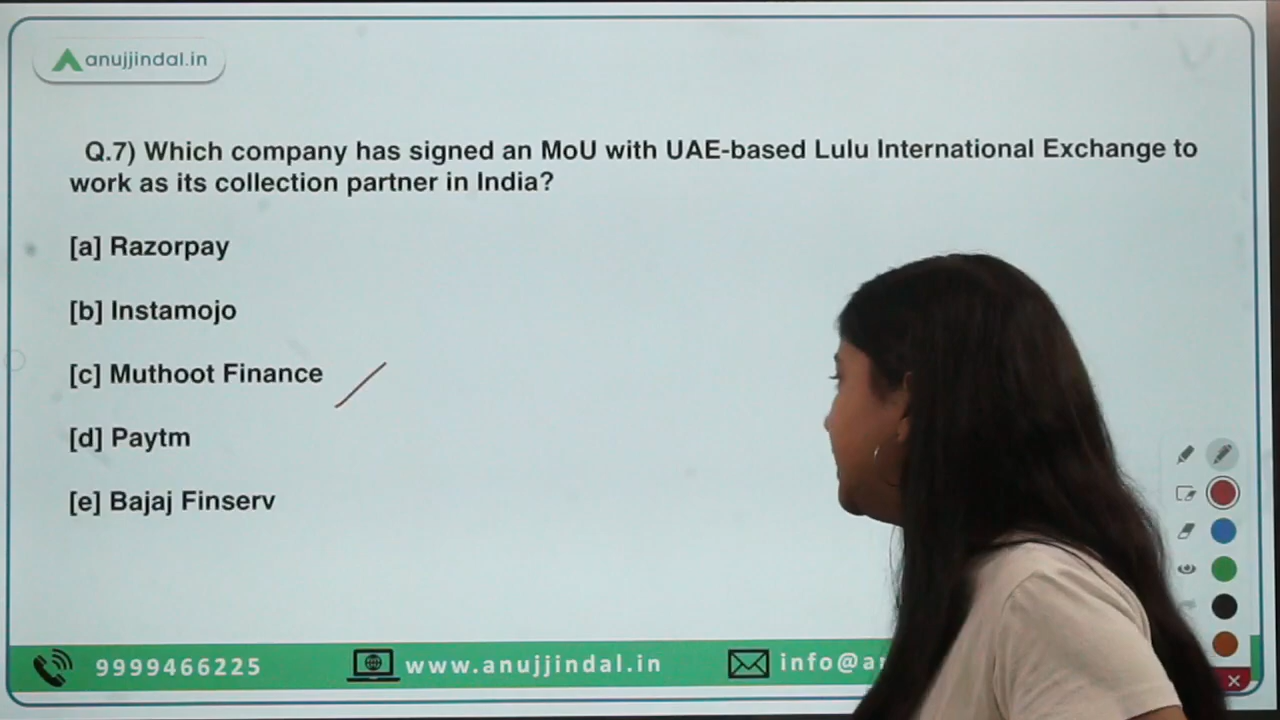 anujjindal.in
Q.7) Which company has signed an MoU with UAE-based Lulu International Exchange to
work as its collection partner in India?
[a] Razorpay
[b] Instamojo
[c] Muthoot Finance
[d] Paytm
[e] Bajaj Finserv
9999466225 www.anujjindal.in